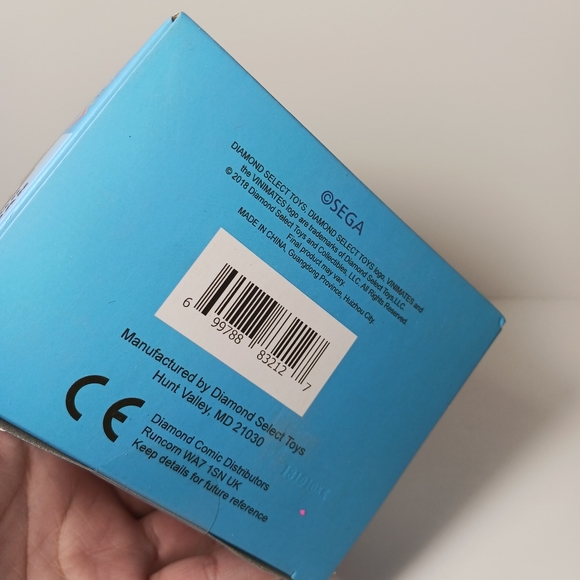 ©SEGA
DIAMOND SELECT TOYS, DIAMOND SELECT TOYS logo, VINIMATES and
the VINIMATES logo are trademarks of Diamond Select Toys, LLC.
© 2018 Diamond Select Toys and Collectibles, LLC. All Rights Reserved.
Final product may vary.
MADE IN CHINA, Guangdong Province, Huizhou City.
6 99788 83212 7
Manufactured by Diamond Select Toys
Hunt Valley, MD 21030
CE
Diamond Comic Distributors
Runcorn WA7 1SN UK
Keep details for future reference